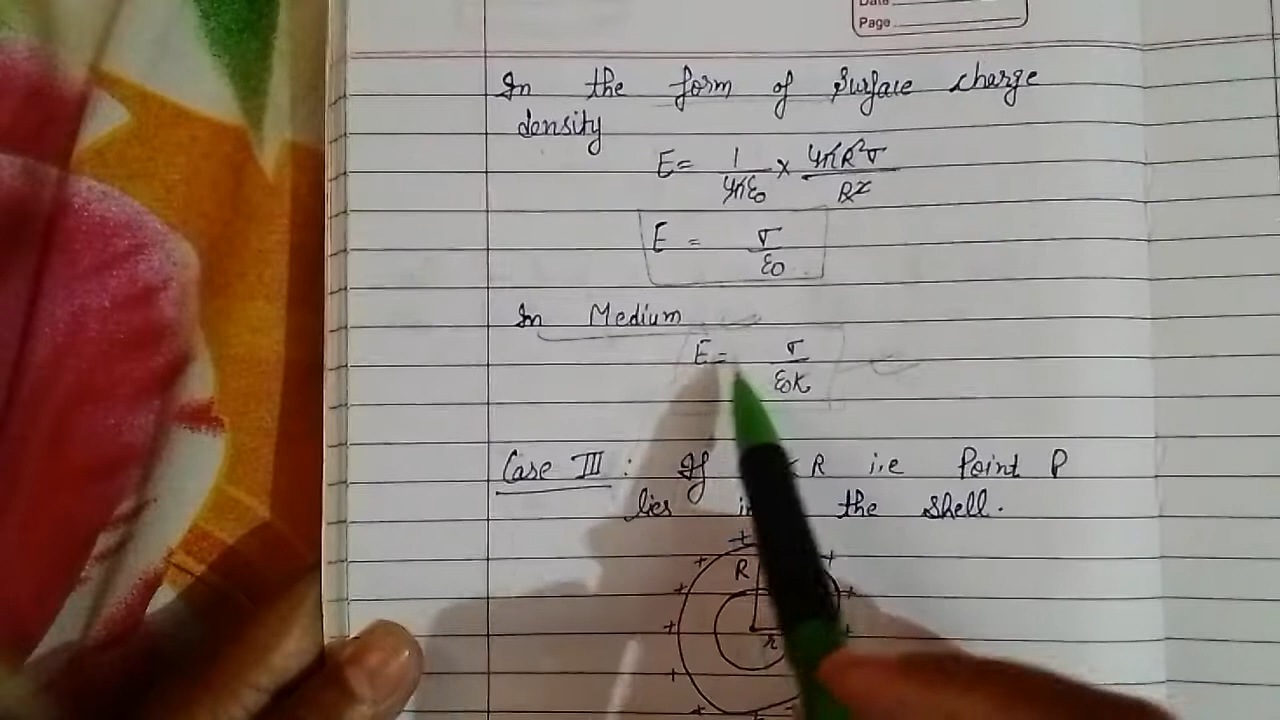 Date
Page
In the form of Surface charge
density
E= 1/4πε0 × 4πR²σ/R²
E = σ/ε0
In Medium
E= σ/ε0K
Case III : If < R i.e Point P
lies the shell.
R
r